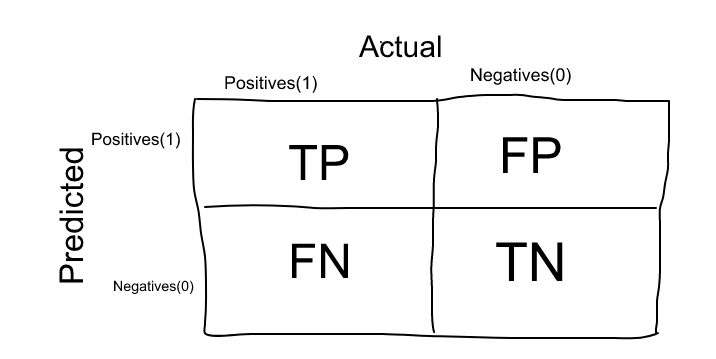 Actual
Positives(1)
Negatives(0)
Predicted
Positives(1)
TP
FP
Negatives(0)
FN
TN